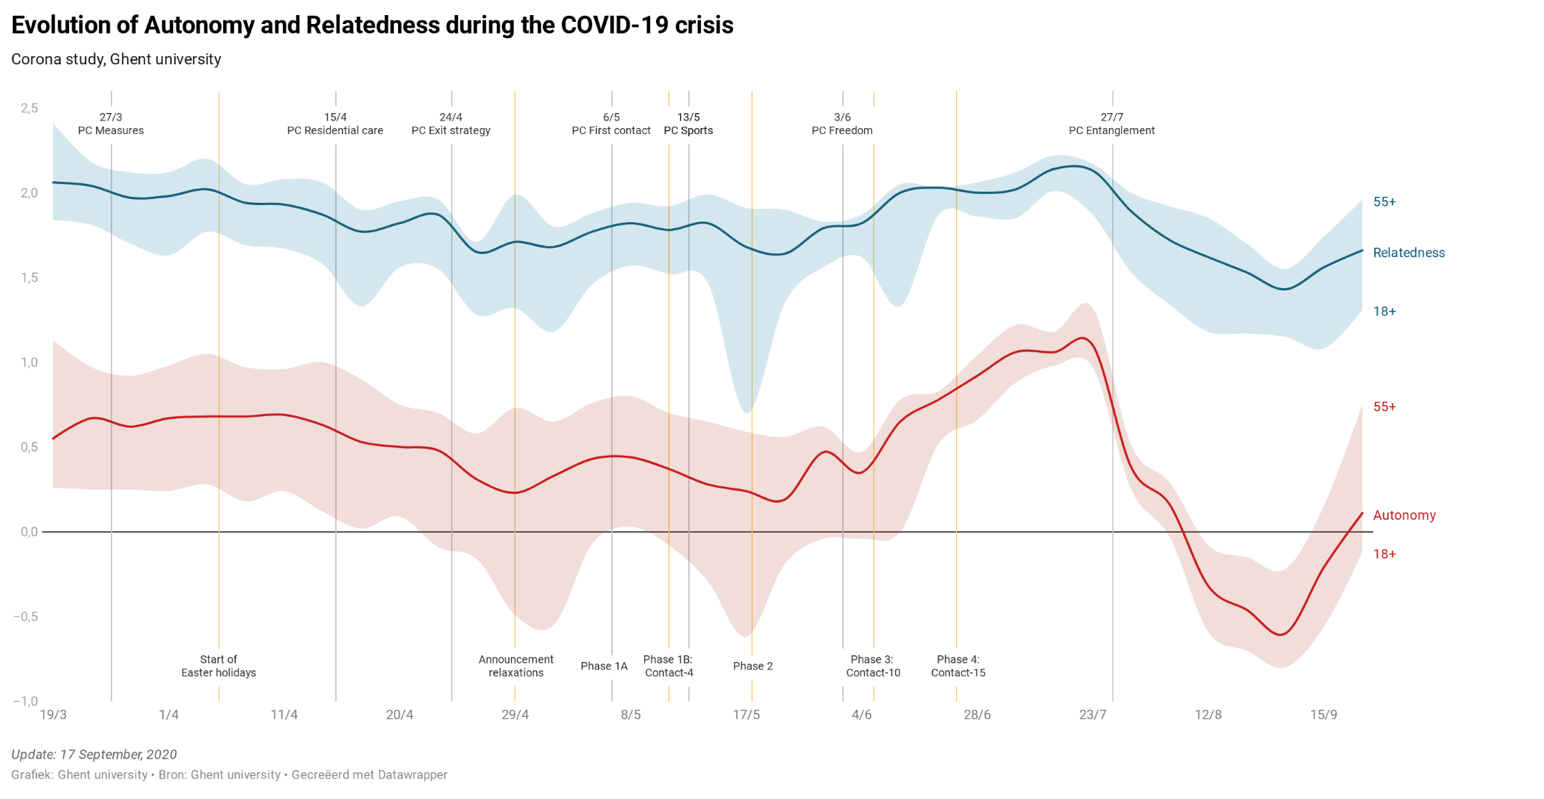 Evolution of Autonomy and Relatedness during the COVID-19 crisis
Corona study, Ghent university
2,5
2,0
1,5
1,0
0,5
0,0
−0,5
−1,0
27/3
PC Measures
15/4
PC Residential care
24/4
PC Exit strategy
6/5
PC First contact
13/5
PC Sports
3/6
PC Freedom
27/7
PC Entanglement
55+
Relatedness
18+
55+
Autonomy
18+
Start of
Easter holidays
Announcement
relaxations
Phase 1A
Phase 1B:
Contact-4
Phase 2
Phase 3:
Contact-10
Phase 4:
Contact-15
19/3
1/4
11/4
20/4
29/4
8/5
17/5
4/6
28/6
23/7
12/8
15/9
Update: 17 September, 2020
Grafiek: Ghent university • Bron: Ghent university • Gecreëerd met Datawrapper